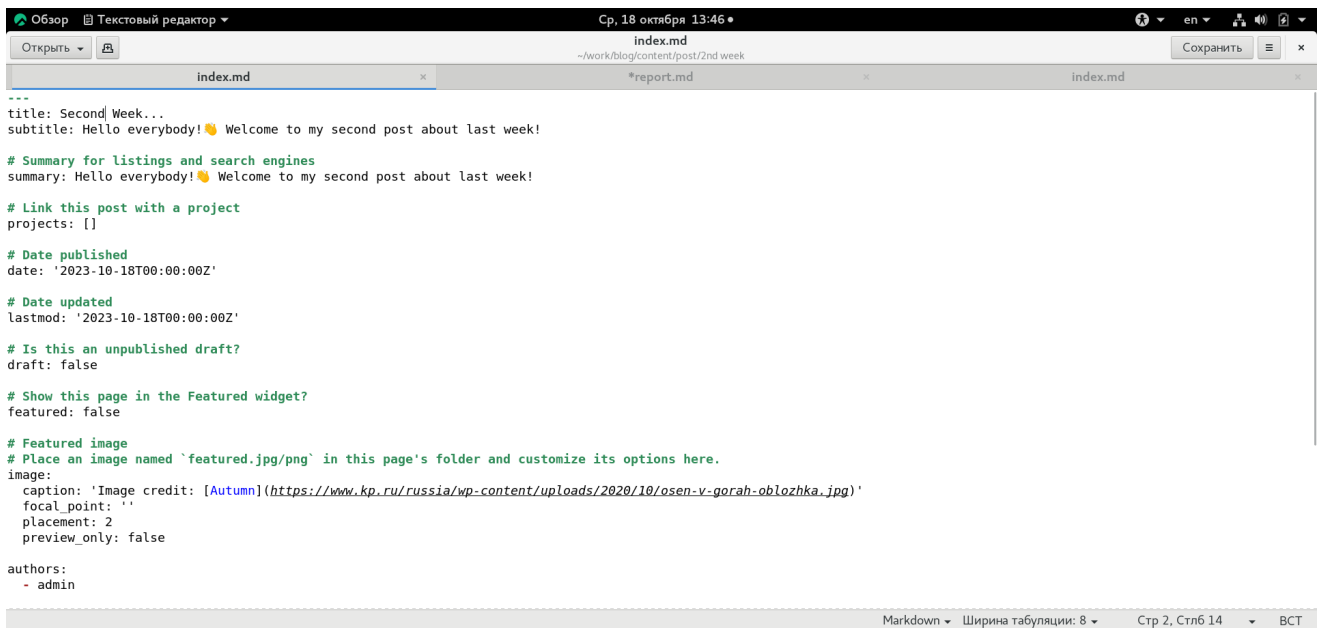 Обзор Текстовый редактор Ср, 18 октября 13:46 en
Открыть index.md Сохранить
~/work/blog/content/post/2nd week
index.md *report.md index.md
---
title: Second Week...
subtitle: Hello everybody!👋 Welcome to my second post about last week!
# Summary for listings and search engines
summary: Hello everybody!👋 Welcome to my second post about last week!
# Link this post with a project
projects: []
# Date published
date: '2023-10-18T00:00:00Z'
# Date updated
lastmod: '2023-10-18T00:00:00Z'
# Is this an unpublished draft?
draft: false
# Show this page in the Featured widget?
featured: false
# Featured image
# Place an image named `featured.jpg/png` in this page's folder and customize its options here.
image:
  caption: 'Image credit: [Autumn](https://www.kp.ru/russia/wp-content/uploads/2020/10/osen-v-gorah-oblozhka.jpg)'
  focal_point: ''
  placement: 2
  preview_only: false
authors:
  - admin
Markdown Ширина табуляции: 8 Стр 2, Стлб 14 ВСТ